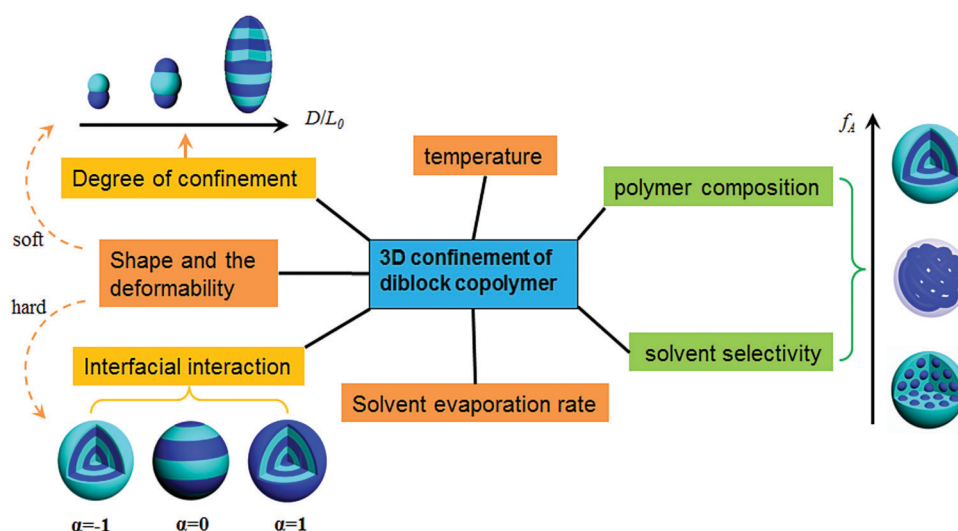 D/L₀
temperature
f_A
Degree of confinement
polymer composition
soft
Shape and the
deformability
3D confinement of
diblock copolymer
hard
Interfacial interaction
solvent selectivity
Solvent evaporation rate
α=-1
α=0
α=1